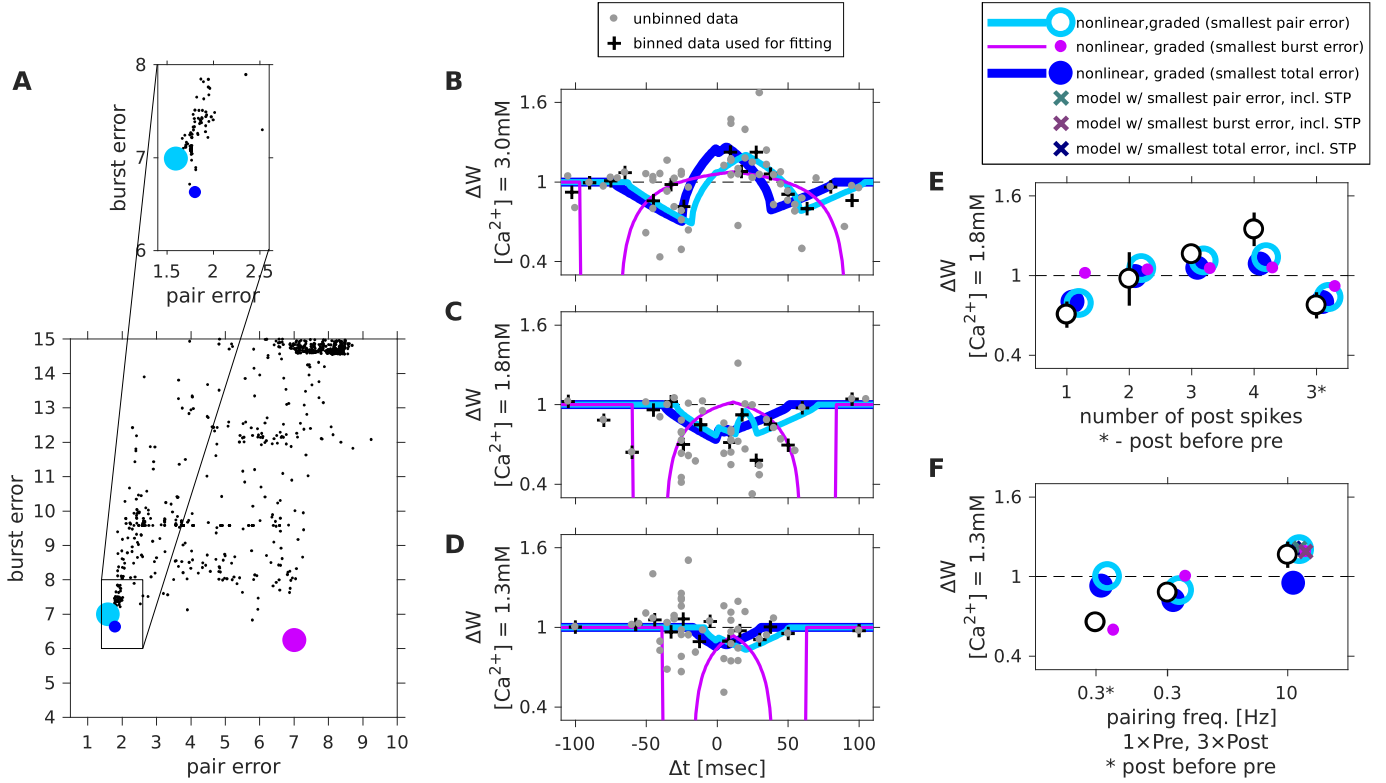 unbinned data
binned data used for fitting
nonlinear,graded (smallest pair error)
nonlinear, graded (smallest burst error)
nonlinear, graded (smallest total error)
model w/ smallest pair error, incl. STP
model w/ smallest burst error, incl. STP
model w/ smallest total error, incl. STP
A
8
7
6
burst error
1.5 2 2.5
pair error
15
14
13
12
11
10
9
8
7
6
5
4
burst error
1 2 3 4 5 6 7 8 9 10
pair error
B
ΔW
[Ca2+] = 3.0mM
1.6
1
0.4
C
ΔW
[Ca2+] = 1.8mM
1.6
1
0.4
D
ΔW
[Ca2+] = 1.3mM
1.6
1
0.4
-100 -50 0 50 100
Δt [msec]
E
ΔW
[Ca2+] = 1.8mM
1.6
1
0.4
1 2 3 4 3*
number of post spikes
* - post before pre
F
ΔW
[Ca2+] = 1.3mM
1.6
1
0.4
0.3* 0.3 10
pairing freq. [Hz]
1×Pre, 3×Post
* post before pre